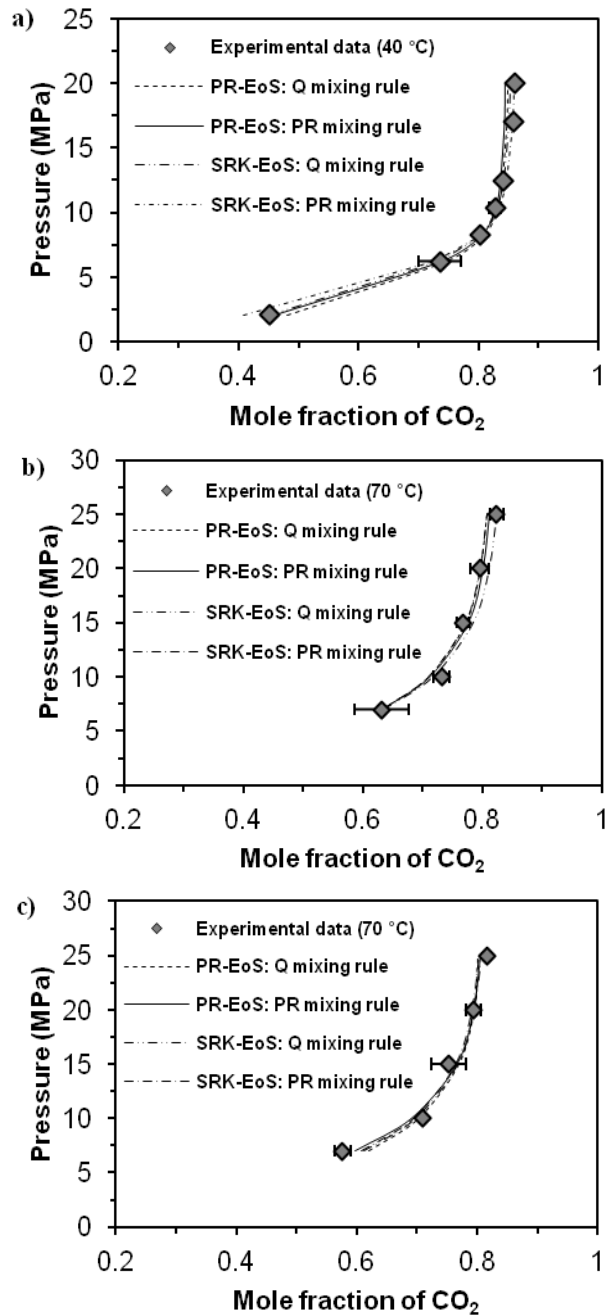 a)
25
20
15
10
5
0
Pressure (MPa)
Experimental data (40 °C)
PR-EoS: Q mixing rule
PR-EoS: PR mixing rule
SRK-EoS: Q mixing rule
SRK-EoS: PR mixing rule
0.2 0.4 0.6 0.8 1
Mole fraction of CO2
b)
30
25
20
15
10
5
0
Pressure (MPa)
Experimental data (70 °C)
PR-EoS: Q mixing rule
PR-EoS: PR mixing rule
SRK-EoS: Q mixing rule
SRK-EoS: PR mixing rule
0.2 0.4 0.6 0.8 1
Mole fraction of CO2
c)
30
25
20
15
10
5
0
Pressure (MPa)
Experimental data (70 °C)
PR-EoS: Q mixing rule
PR-EoS: PR mixing rule
SRK-EoS: Q mixing rule
SRK-EoS: PR mixing rule
0.2 0.4 0.6 0.8 1
Mole fraction of CO2